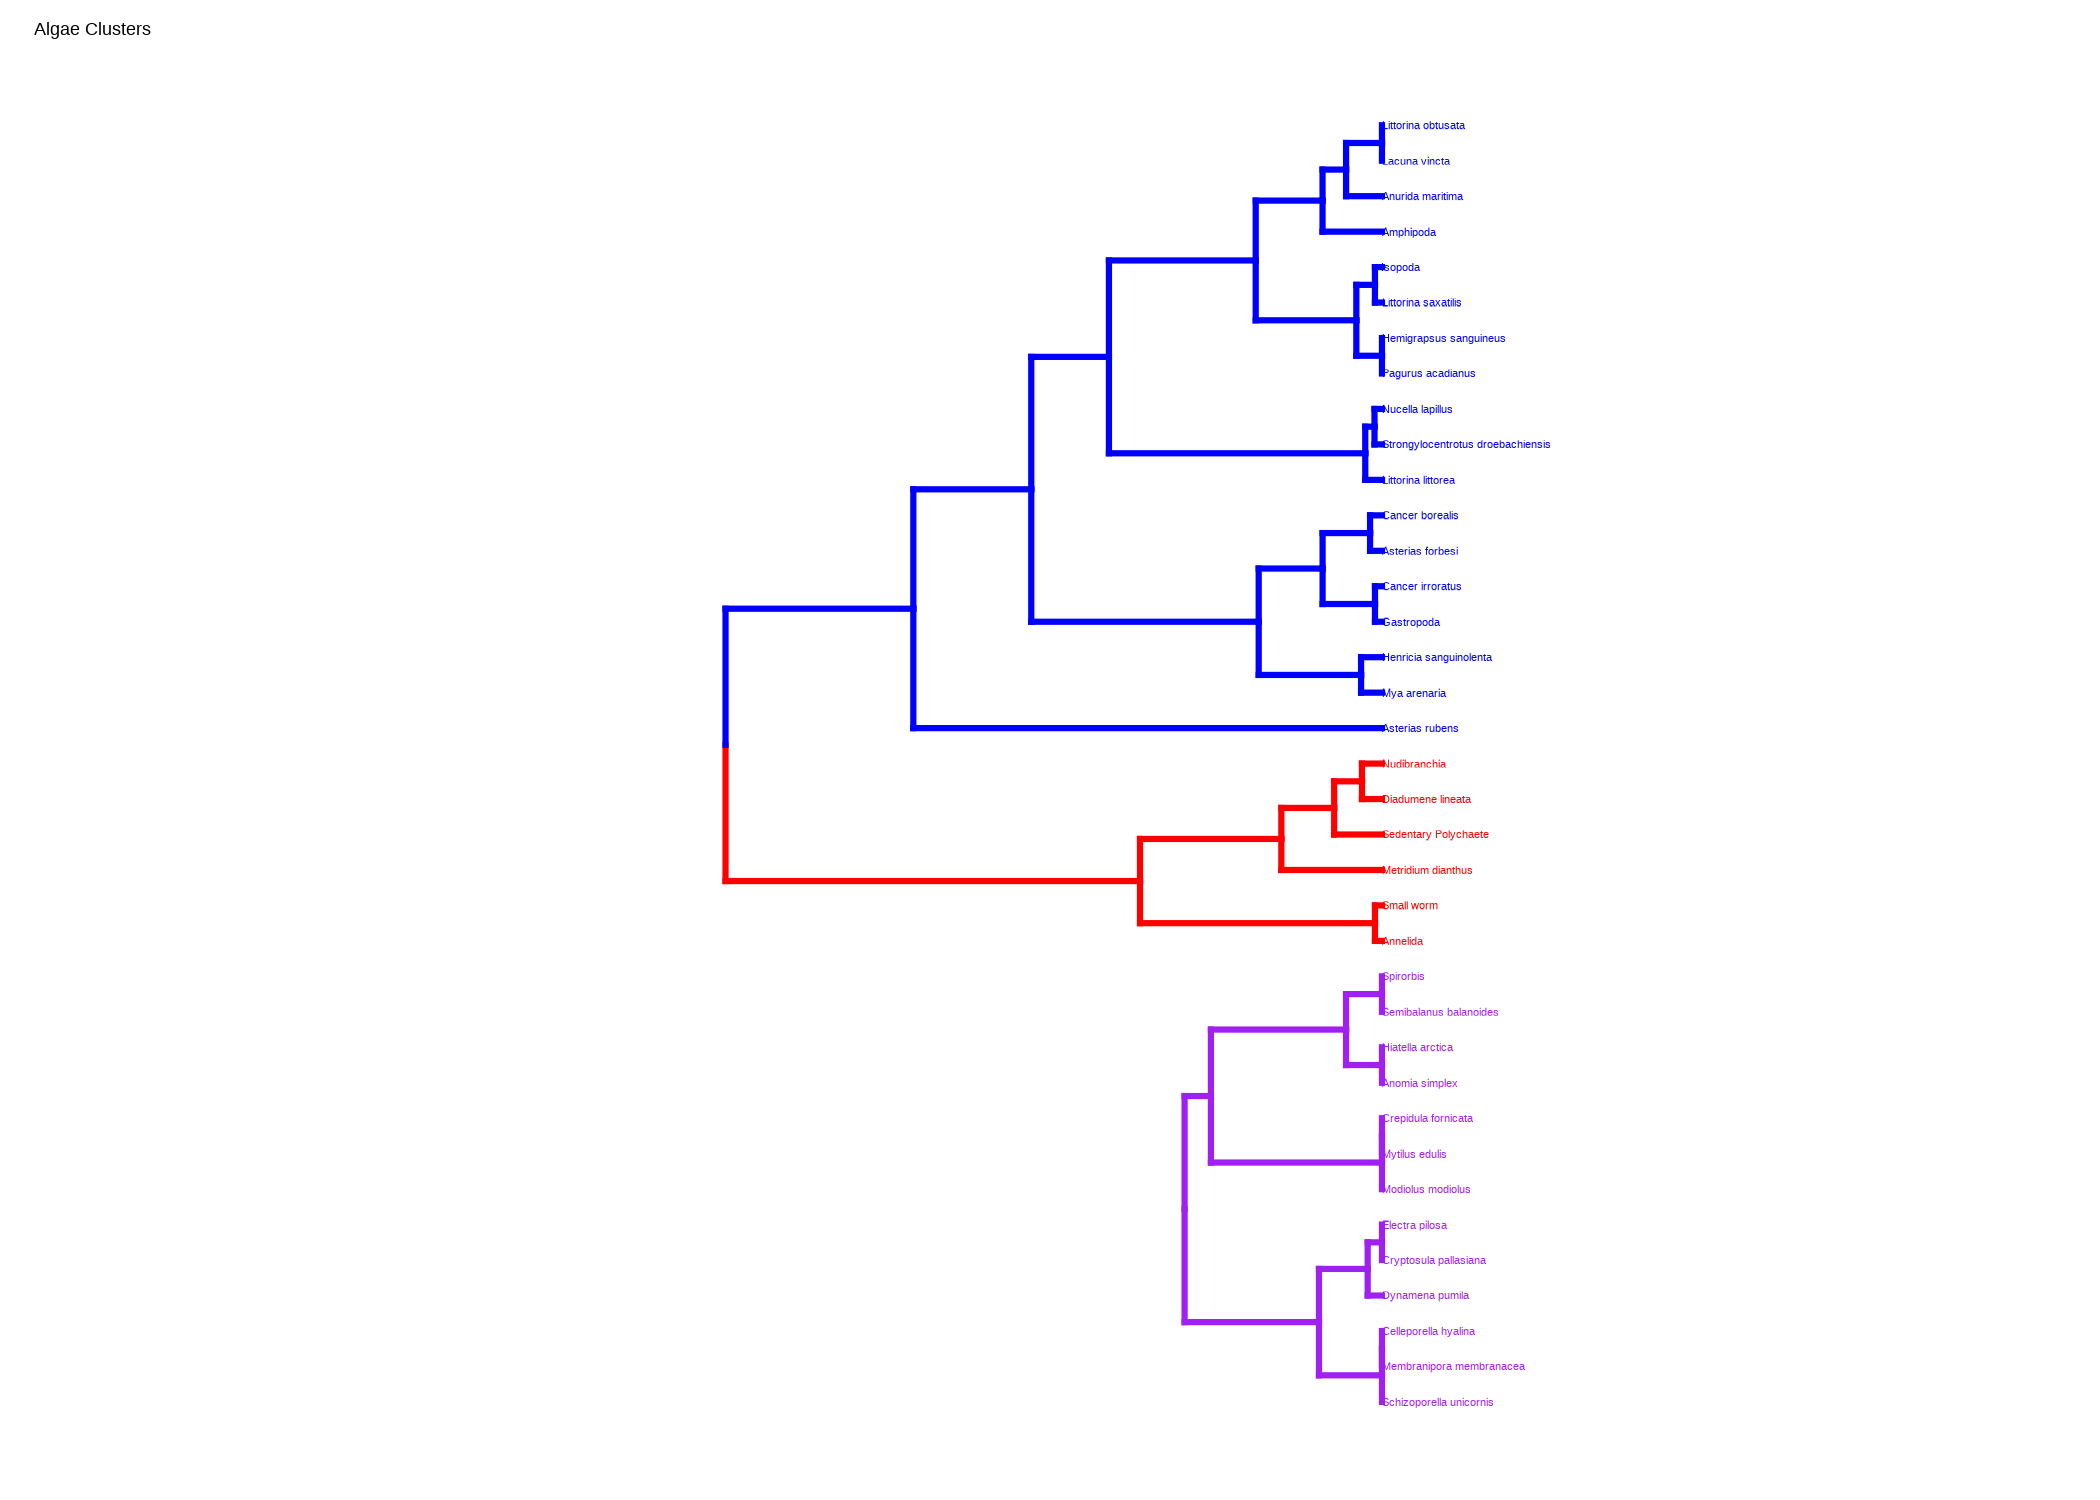 Algae Clusters
Littorina obtusata
Lacuna vincta
Anurida maritima
Amphipoda
Isopoda
Littorina saxatilis
Hemigrapsus sanguineus
Pagurus acadianus
Nucella lapillus
Strongylocentrotus droebachiensis
Littorina littorea
Cancer borealis
Asterias forbesi
Cancer irroratus
Gastropoda
Henricia sanguinolenta
Mya arenaria
Asterias rubens
Nudibranchia
Diadumene lineata
Sedentary Polychaete
Metridium dianthus
Small worm
Annelida
Spirorbis
Semibalanus balanoides
Hiatella arctica
Anomia simplex
Crepidula fornicata
Mytilus edulis
Modiolus modiolus
Electra pilosa
Cryptosula pallasiana
Dynamena pumila
Celleporella hyalina
Membranipora membranacea
Schizoporella unicornis